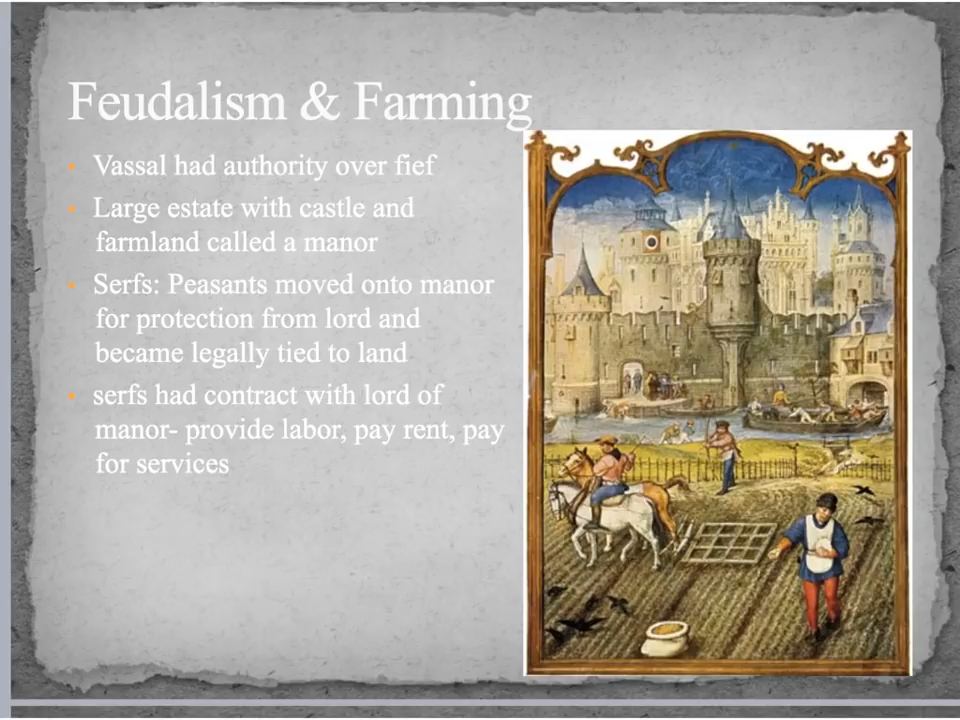 Feudalism & Farming
• Vassal had authority over fief
• Large estate with castle and
farmland called a manor
• Serfs: Peasants moved onto manor
for protection from lord and
became legally tied to land
• serfs had contract with lord of
manor- provide labor, pay rent, pay
for services